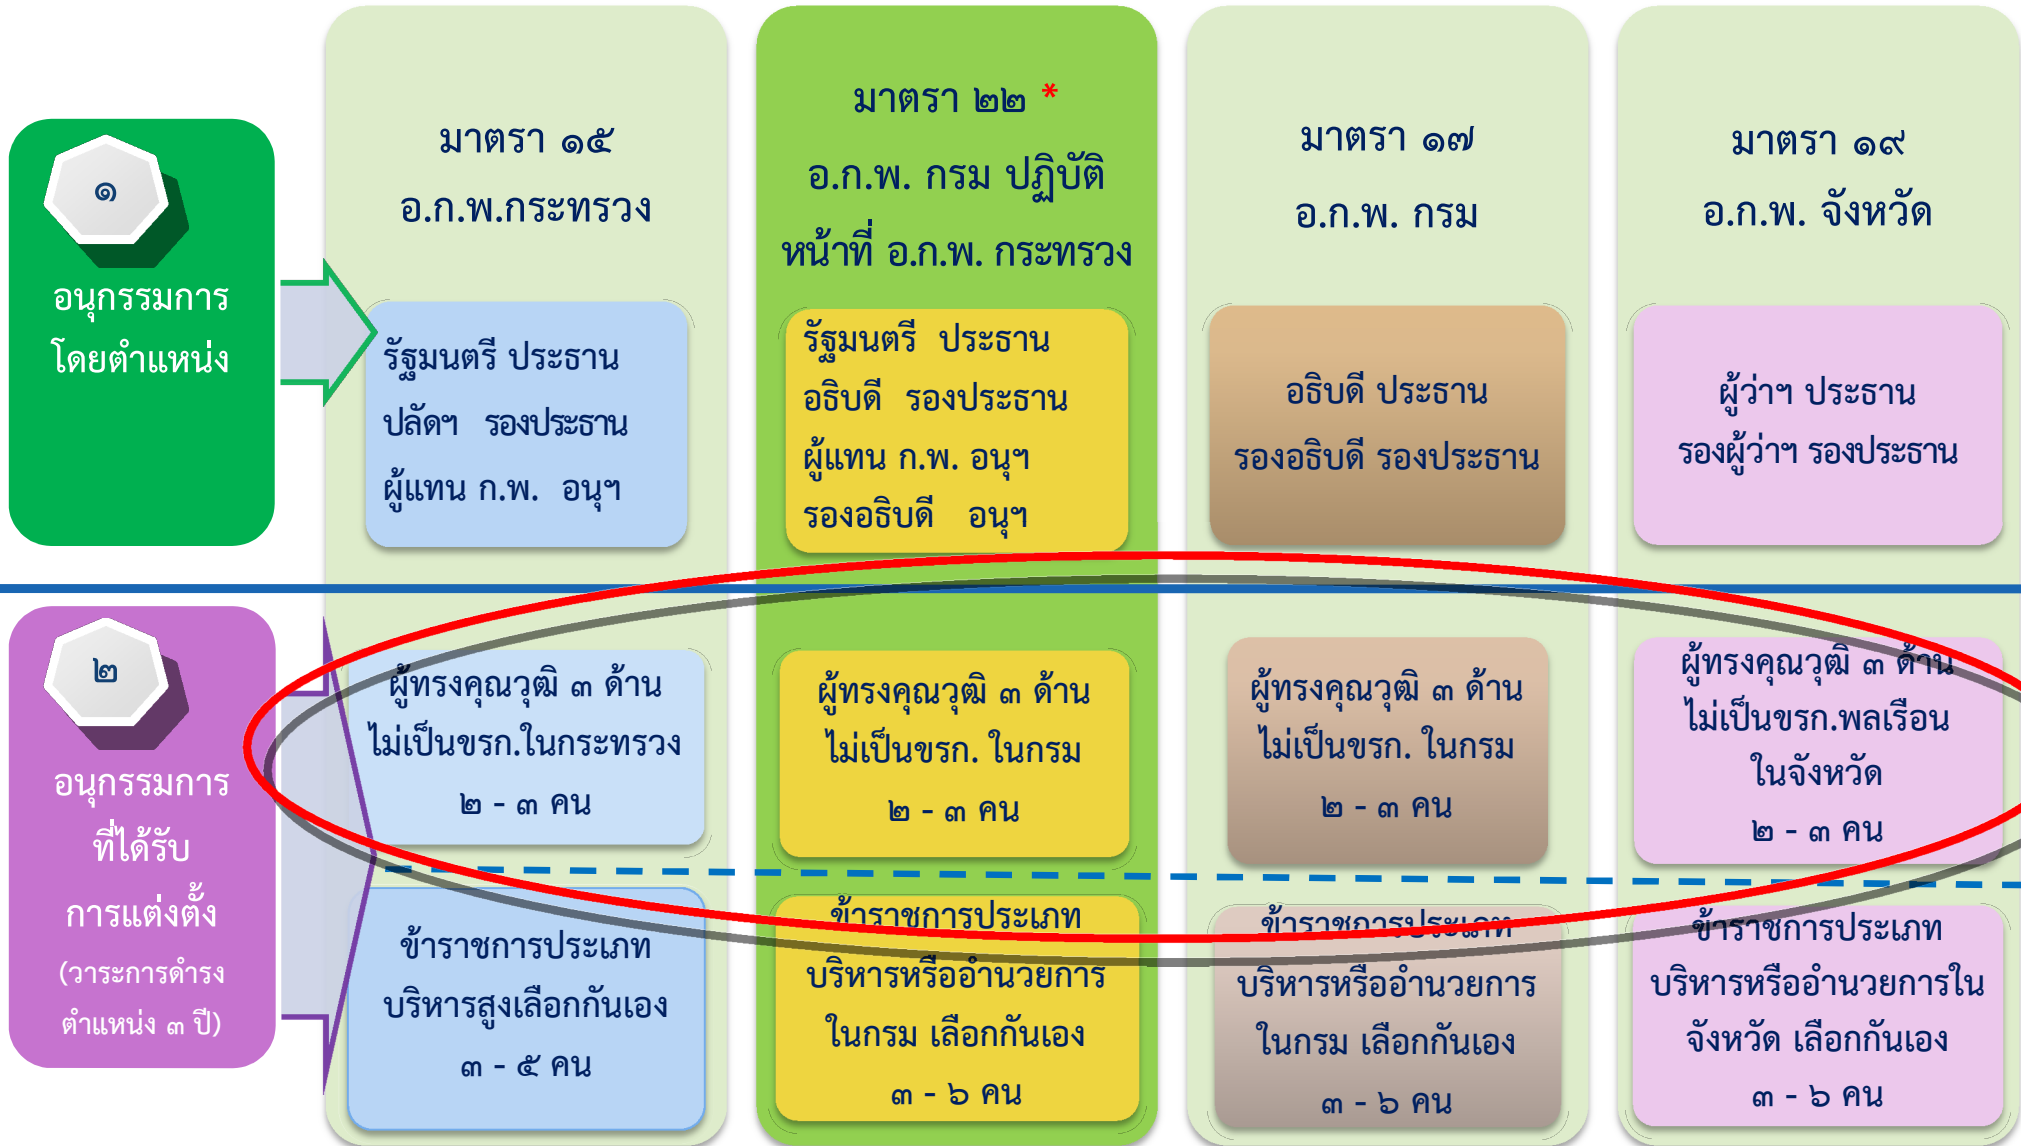 ๑
อนุกรรมการ
โดยตำแหน่ง
มาตรา ๑๕
อ.ก.พ.กระทรวง
รัฐมนตรี ประธาน
ปลัดฯ รองประธาน
ผู้แทน ก.พ. อนุฯ
มาตรา ๒๒ *
อ.ก.พ. กรม ปฏิบัติ
หน้าที่ อ.ก.พ. กระทรวง
รัฐมนตรี ประธาน
อธิบดี รองประธาน
ผู้แทน ก.พ. อนุฯ
รองอธิบดี อนุฯ
มาตรา ๑๗
อ.ก.พ. กรม
อธิบดี ประธาน
รองอธิบดี รองประธาน
มาตรา ๑๙
อ.ก.พ. จังหวัด
ผู้ว่าฯ ประธาน
รองผู้ว่าฯ รองประธาน
๒
อนุกรรมการ
ที่ได้รับ
การแต่งตั้ง
(วาระการดำรง
ตำแหน่ง ๓ ปี)
ผู้ทรงคุณวุฒิ ๓ ด้าน
ไม่เป็นขรก.ในกระทรวง
๒ - ๓ คน
ผู้ทรงคุณวุฒิ ๓ ด้าน
ไม่เป็นขรก. ในกรม
๒ - ๓ คน
ผู้ทรงคุณวุฒิ ๓ ด้าน
ไม่เป็นขรก. ในกรม
๒ - ๓ คน
ผู้ทรงคุณวุฒิ ๓ ด้าน
ไม่เป็นขรก.พลเรือน
ในจังหวัด
๒ - ๓ คน
ข้าราชการประเภท
บริหารสูงเลือกกันเอง
๓ - ๕ คน
ข้าราชการประเภท
บริหารหรืออำนวยการ
ในกรม เลือกกันเอง
๓ - ๖ คน
ข้าราชการประเภท
บริหารหรืออำนวยการ
ในกรม เลือกกันเอง
๓ - ๖ คน
ข้าราชการประเภท
บริหารหรืออำนวยการใน
จังหวัด เลือกกันเอง
๓ - ๖ คน